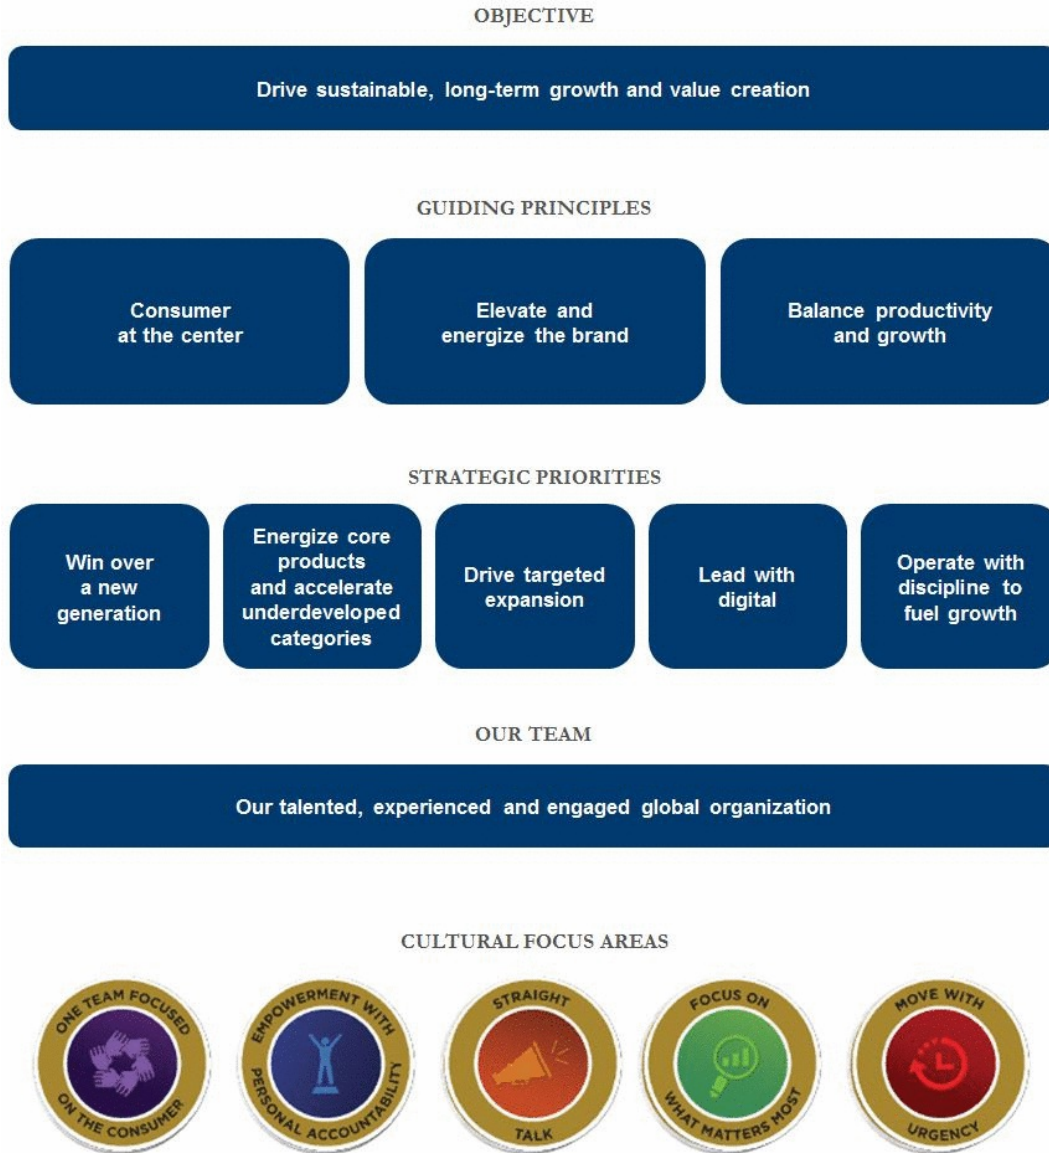 OBJECTIVE
Drive sustainable, long-term growth and value creation
GUIDING PRINCIPLES
Consumer
at the center
Elevate and
energize the brand
Balance productivity
and growth
STRATEGIC PRIORITIES
Win over
a new
generation
Energize core
products
and accelerate
underdeveloped
categories
Drive targeted
expansion
Lead with
digital
Operate with
discipline to
fuel growth
OUR TEAM
Our talented, experienced and engaged global organization
CULTURAL FOCUS AREAS
ONE TEAM FOCUSED
ON THE CONSUMER
EMPOWERMENT WITH
PERSONAL ACCOUNTABILITY
STRAIGHT
TALK
FOCUS ON
WHAT MATTERS MOST
MOVE WITH
URGENCY